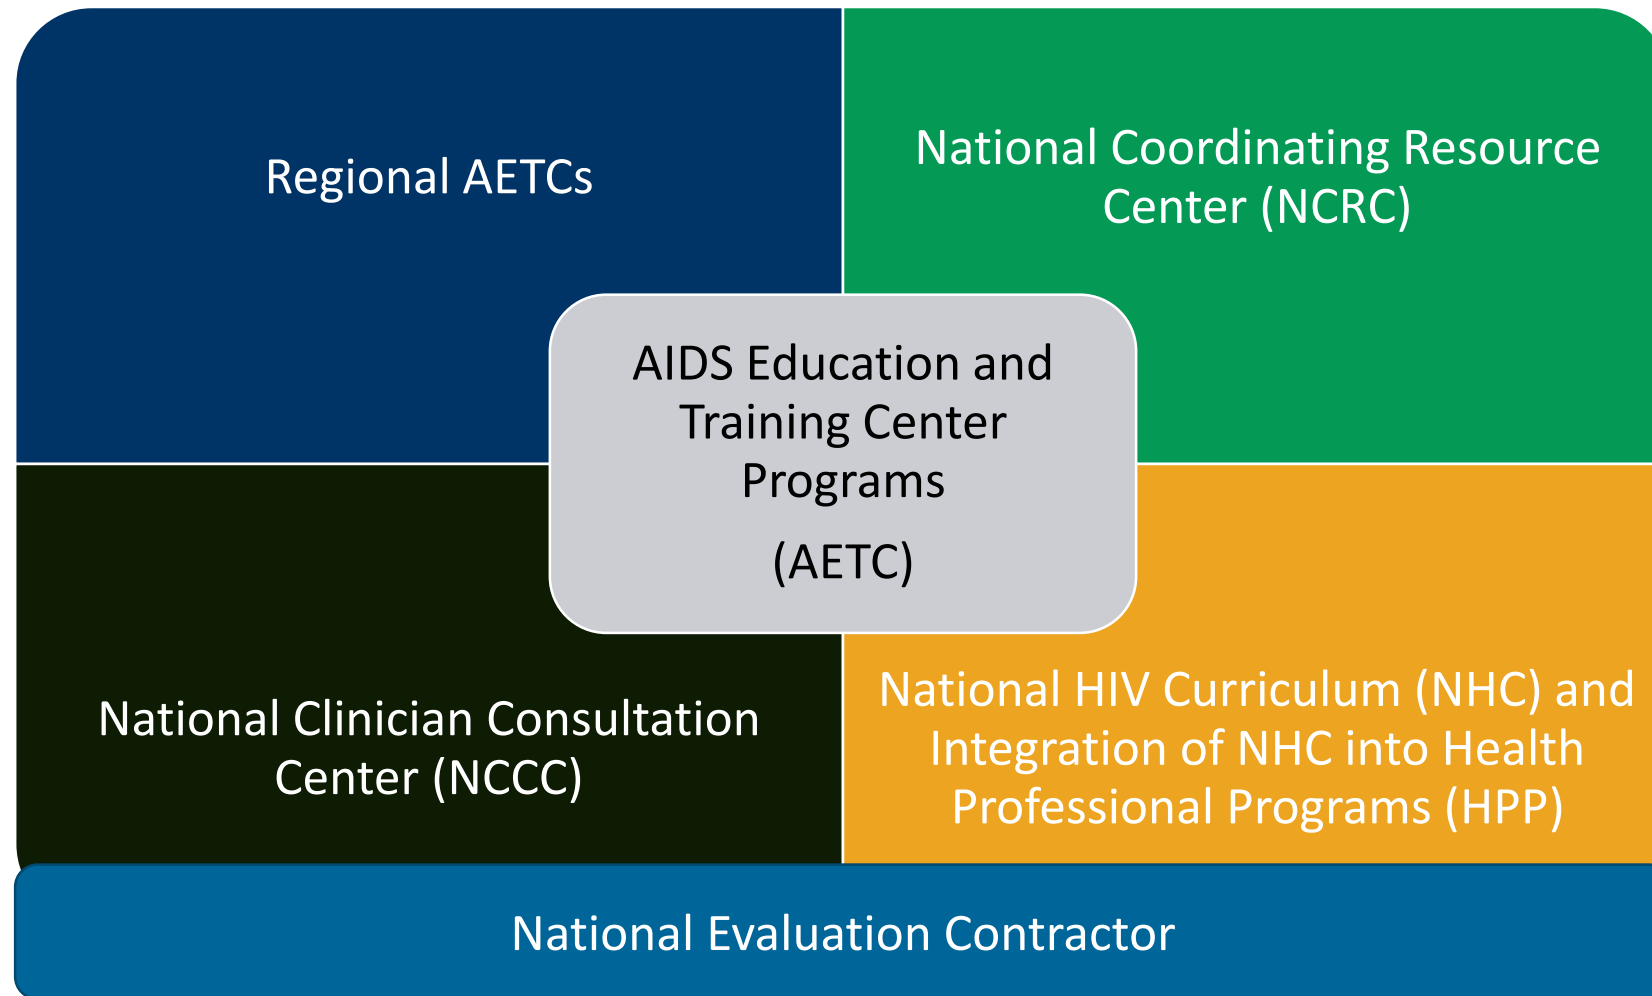 Regional AETCs
National Coordinating Resource
Center (NCRC)
AIDS Education and
Training Center
Programs
(AETC)
National Clinician Consultation
Center (NCCC)
National HIV Curriculum (NHC) and
Integration of NHC into Health
Professional Programs (HPP)
National Evaluation Contractor